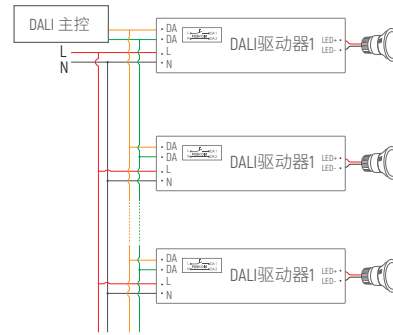 DALI 主控
L
N
DA
DA
L
N
DALI驱动器1
LED+
LED-
DA
DA
L
N
DALI驱动器1
LED+
LED-
DA
DA
L
N
DALI驱动器1
LED+
LED-